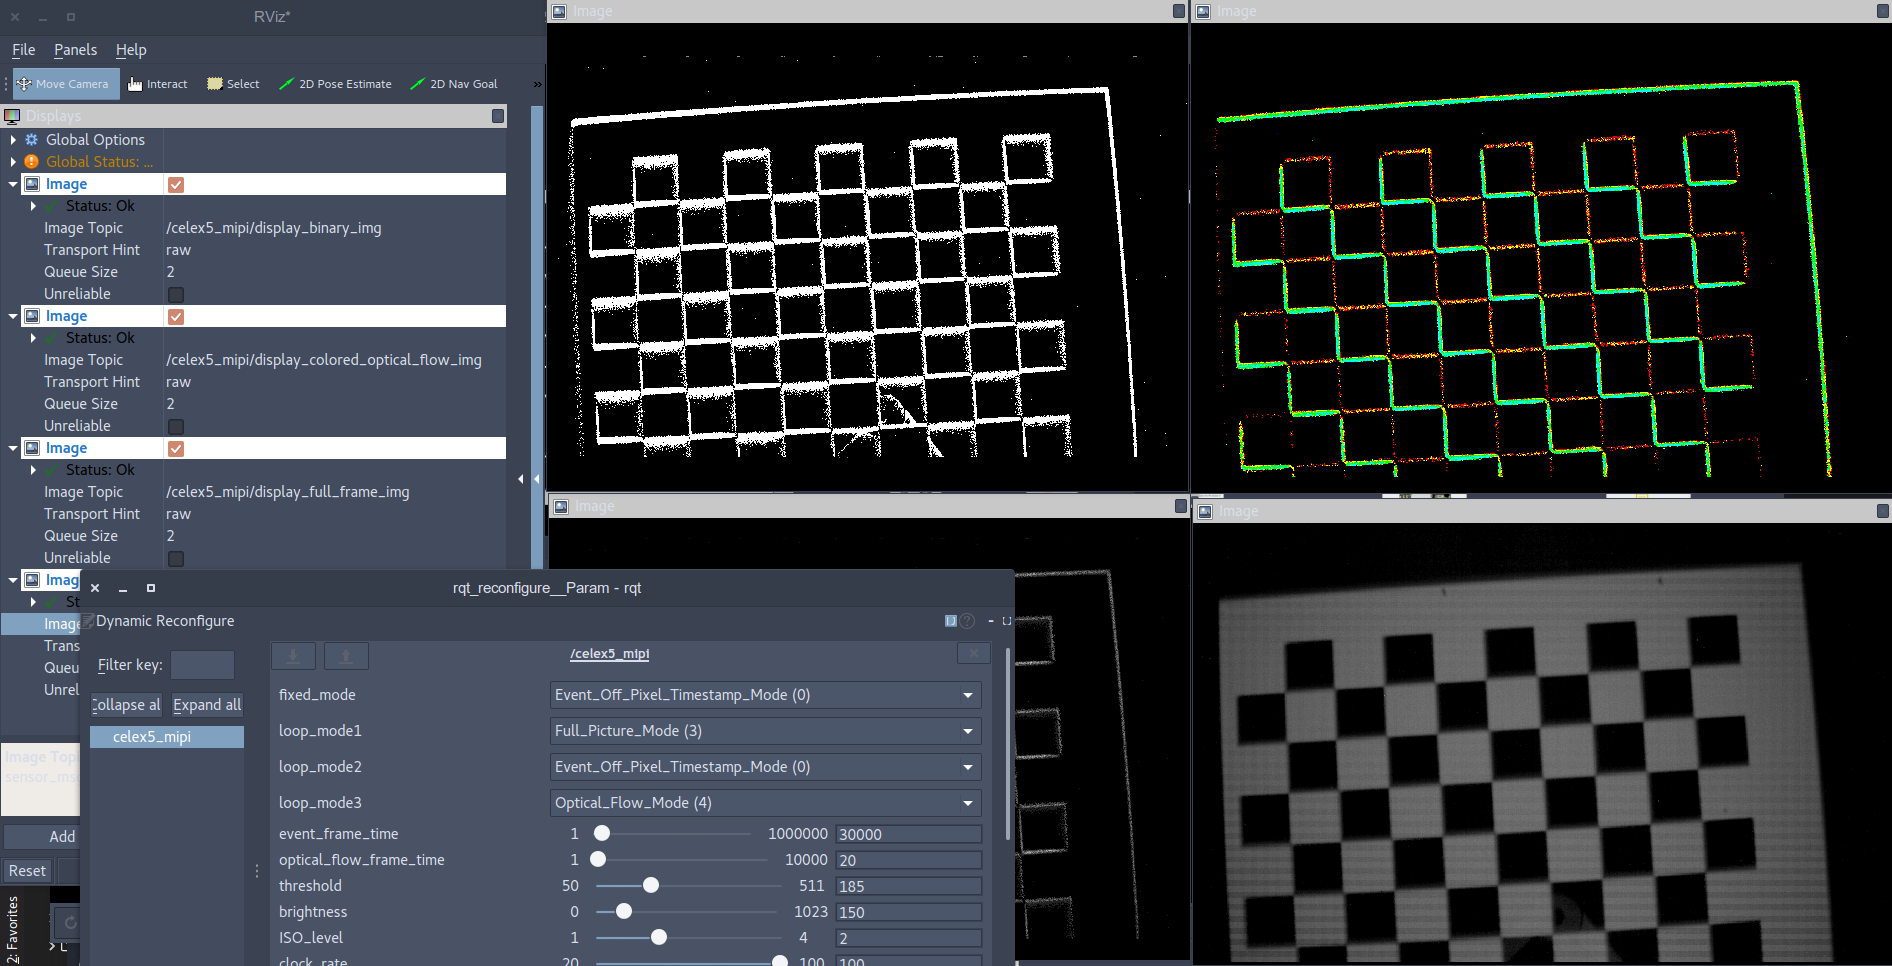 RViz*
File Panels Help
Move Camera Interact Select 2D Pose Estimate 2D Nav Goal »
Displays
Global Options
Global Status: ...
Image
Status: Ok
Image Topic /celex5_mipi/display_binary_img
Transport Hint raw
Queue Size 2
Unreliable
Image
Status: Ok
Image Topic /celex5_mipi/display_colored_optical_flow_img
Transport Hint raw
Queue Size 2
Unreliable
Image
Status: Ok
Image Topic /celex5_mipi/display_full_frame_img
Transport Hint raw
Queue Size 2
Unreliable
Imag
St
Image
Trans
Queu
Unrel
Image Topi
sensor_msg
Add
Reset
2: Favorites
Image
Image
Image
Image
rqt_reconfigure__Param - rqt
Dynamic Reconfigure
Filter key:
Collapse al Expand all
celex5_mipi
/celex5_mipi
fixed_mode Event_Off_Pixel_Timestamp_Mode (0)
loop_mode1 Full_Picture_Mode (3)
loop_mode2 Event_Off_Pixel_Timestamp_Mode (0)
loop_mode3 Optical_Flow_Mode (4)
event_frame_time 1 1000000 30000
optical_flow_frame_time 1 10000 20
threshold 50 511 185
brightness 0 1023 150
ISO_level 1 4 2
clock_rate 20 100 100